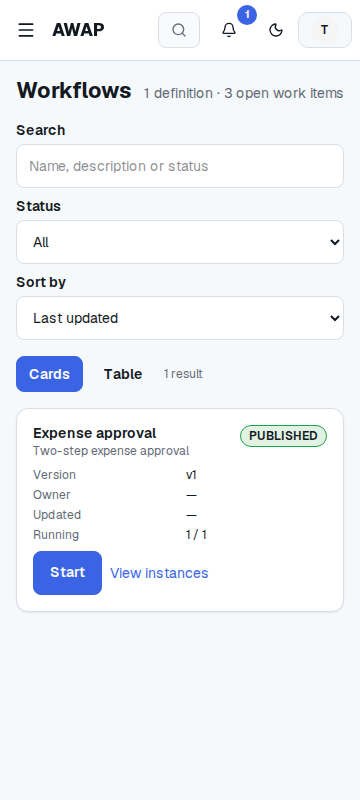 AWAP
1
T
Workflows
1 definition · 3 open work items
Search
Name, description or status
Status
All
Sort by
Last updated
Cards
Table
1 result
Expense approval
PUBLISHED
Two-step expense approval
Version
v1
Owner
—
Updated
—
Running
1 / 1
Start
View instances